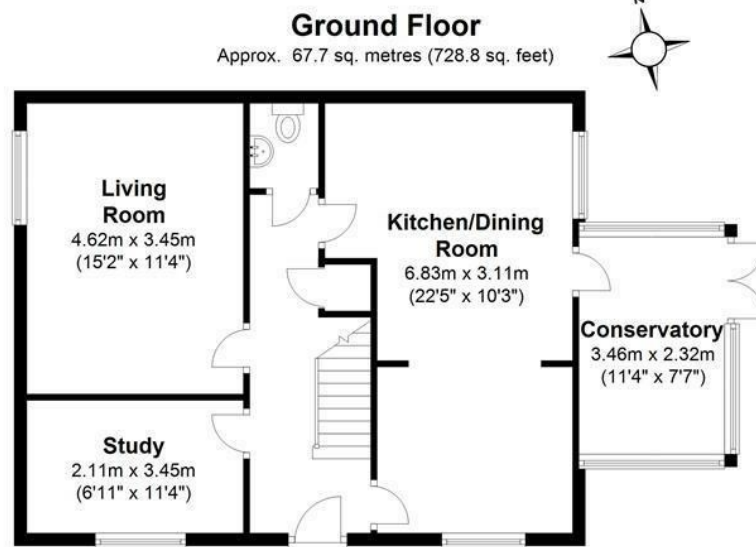 Ground Floor
Approx. 67.7 sq. metres (728.8 sq. feet)
Living
Room
4.62m x 3.45m
(15'2" x 11'4")
Kitchen/Dining
Room
6.83m x 3.11m
(22'5" x 10'3")
Conservatory
3.46m x 2.32m
(11'4" x 7'7")
Study
2.11m x 3.45m
(6'11" x 11'4")